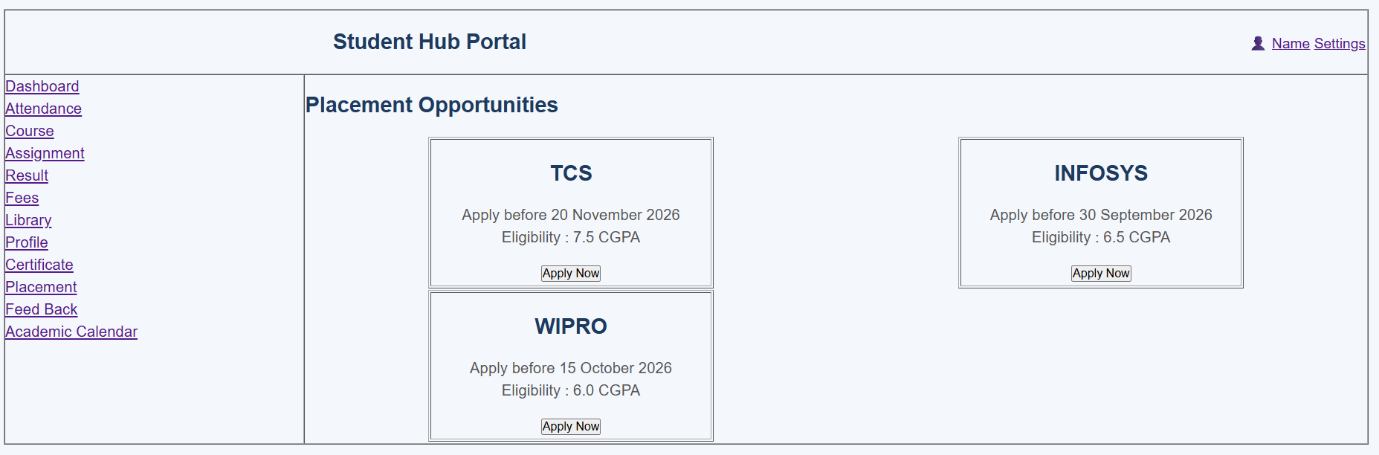 Student Hub Portal
Name Settings
Dashboard
Attendance
Course
Assignment
Result
Fees
Library
Profile
Certificate
Placement
Feed Back
Academic Calendar
Placement Opportunities
TCS
Apply before 20 November 2026
Eligibility : 7.5 CGPA
Apply Now
INFOSYS
Apply before 30 September 2026
Eligibility : 6.5 CGPA
Apply Now
WIPRO
Apply before 15 October 2026
Eligibility : 6.0 CGPA
Apply Now